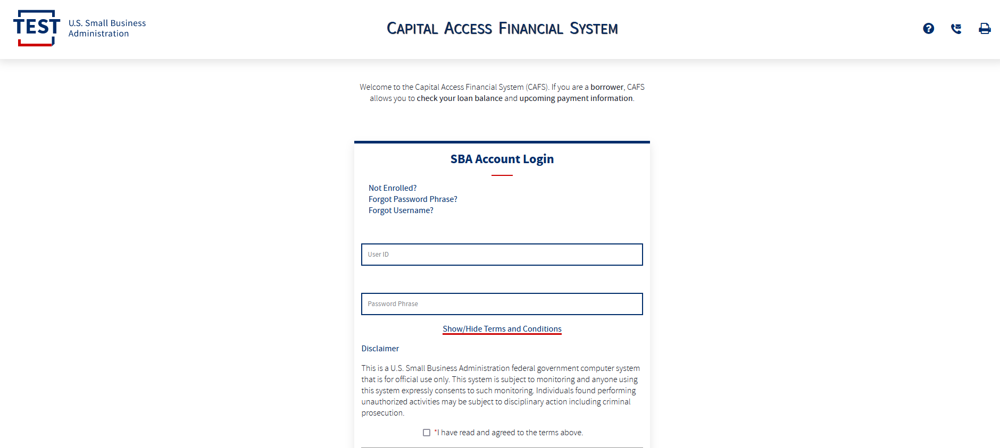 TEST
U.S. Small Business
Administration
CAPITAL ACCESS FINANCIAL SYSTEM
Welcome to the Capital Access Financial System (CAFS). If you are a borrower, CAFS
allows you to check your loan balance and upcoming payment information.
SBA Account Login
Not Enrolled?
Forgot Password Phrase?
Forgot Username?
User ID
Password Phrase
Show/Hide Terms and Conditions
Disclaimer
This is a U.S. Small Business Administration federal government computer system
that is for official use only. This system is subject to monitoring and anyone using
this system expressly consents to such monitoring. Individuals found performing
unauthorized activities may be subject to disciplinary action including criminal
prosecution.
*I have read and agreed to the terms above.